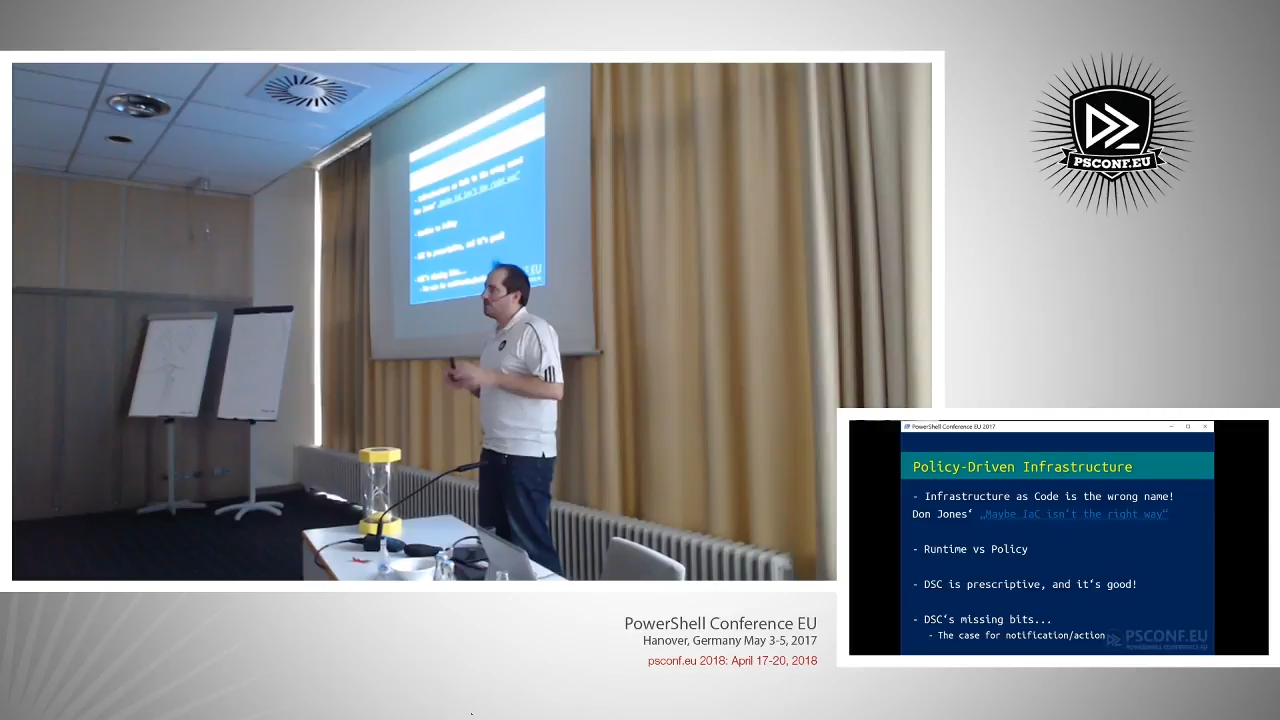 PSCONF.EU
PowerShell Conference EU 2017
Policy-Driven Infrastructure
- Infrastructure as Code is the wrong name!
Don Jones‘ „Maybe IaC isn‘t the right way“
- Runtime vs Policy
- DSC is prescriptive, and it‘s good!
- DSC‘s missing bits...
- The case for notification/action
PSCONF.EU
POWERSHELL CONFERENCE EU
PowerShell Conference EU
Hanover, Germany May 3-5, 2017
psconf.eu 2018: April 17-20, 2018